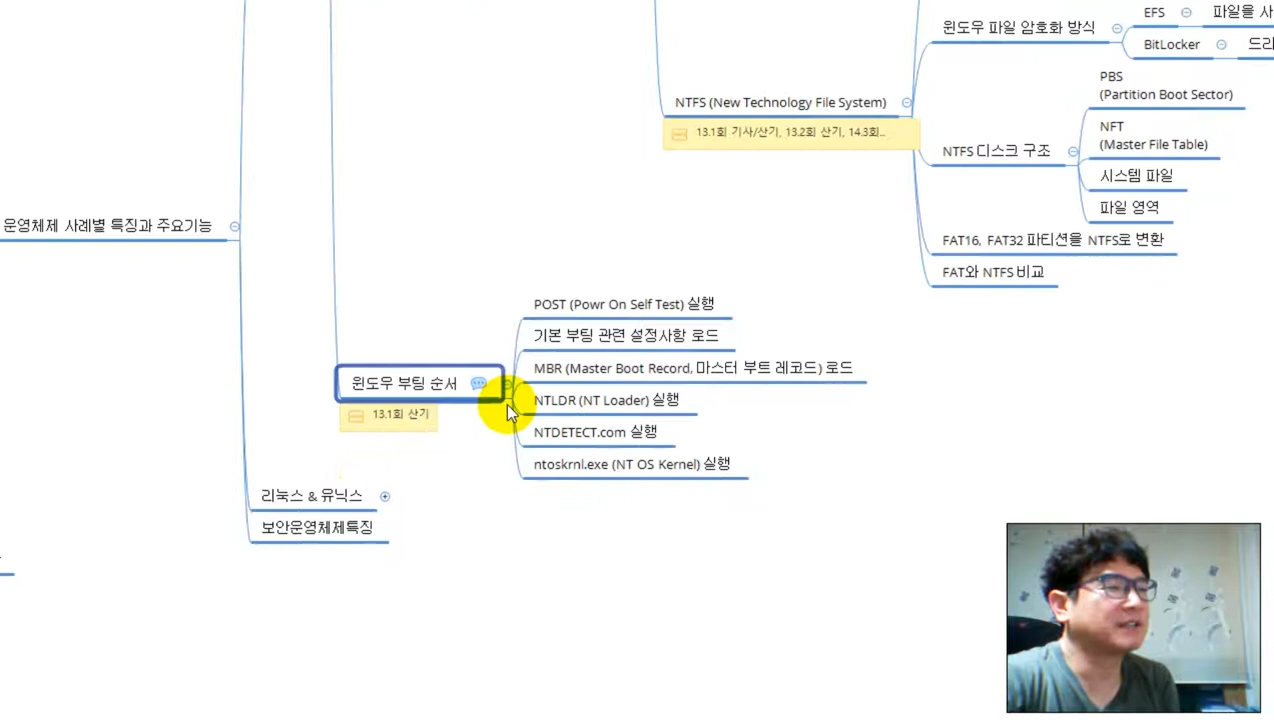 EFS
파일을 사
윈도우 파일 암호화 방식
BitLocker
드리
PBS
(Partition Boot Sector)
NTFS (New Technology File System)
13.1회 기사/산기, 13.2회 산기, 14.3회...
NFT
(Master File Table)
NTFS 디스크 구조
시스템 파일
파일 영역
운영체제 사례별 특징과 주요기능
FAT16, FAT32 파티션을 NTFS로 변환
FAT와 NTFS 비교
POST (Powr On Self Test) 실행
기본 부팅 관련 설정사항 로드
MBR (Master Boot Record, 마스터 부트 레코드) 로드
윈도우 부팅 순서
NTLDR (NT Loader) 실행
13.1회 산기
NTDETECT.com 실행
ntoskrnl.exe (NT OS Kernel) 실행
리눅스 & 유닉스
보안운영체제특징